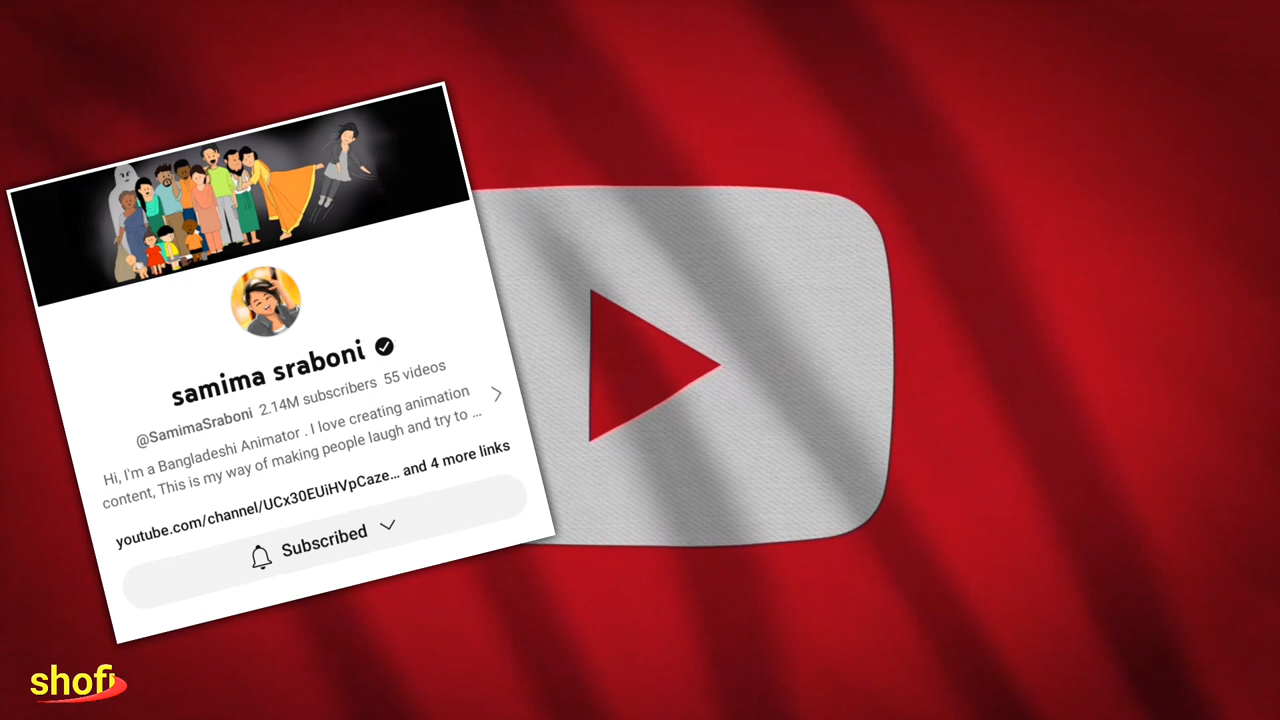 samima sraboni
@SamimaSraboni 2.14M subscribers 55 videos
Hi, I'm a Bangladeshi Animator . I love creating animation
content, This is my way of making people laugh and try to ...
youtube.com/channel/UCx30EUiHVpCaze... and 4 more links
Subscribed
shofi